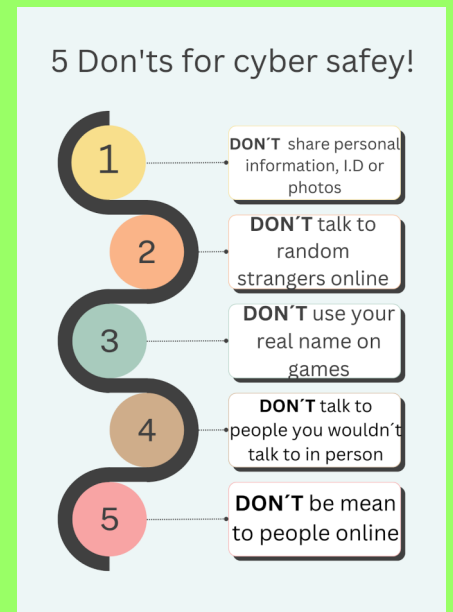 5 Don'ts for cyber safey!
1
DON´T share personal
information, I.D or
photos
2
DON´T talk to
random
strangers online
3
DON´T use your
real name on
games
4
DON´T talk to
people you wouldn´t
talk to in person
5
DON´T be mean
to people online